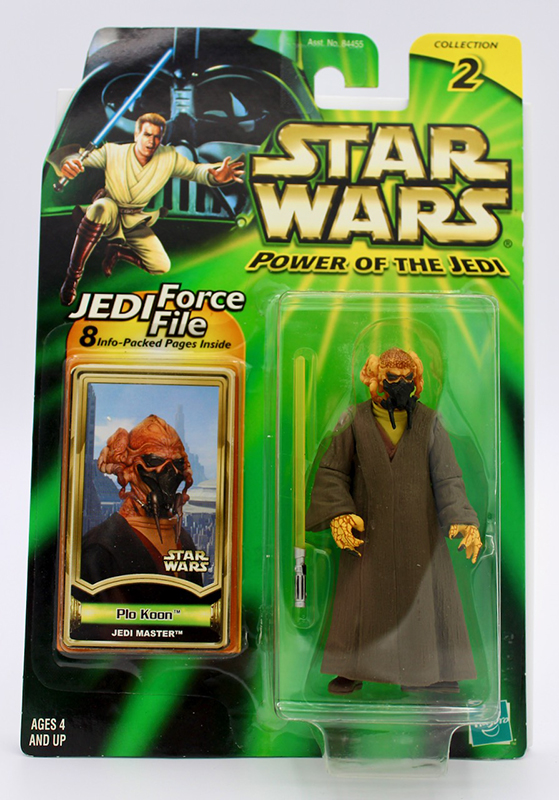 Asst. No. 84455
COLLECTION
2
STAR
WARS®
POWER OF THE JEDI
JEDI Force
File
8 Info-Packed Pages Inside
STAR
WARS
Plo Koon™
JEDI MASTER™
AGES 4
AND UP
Hasbro